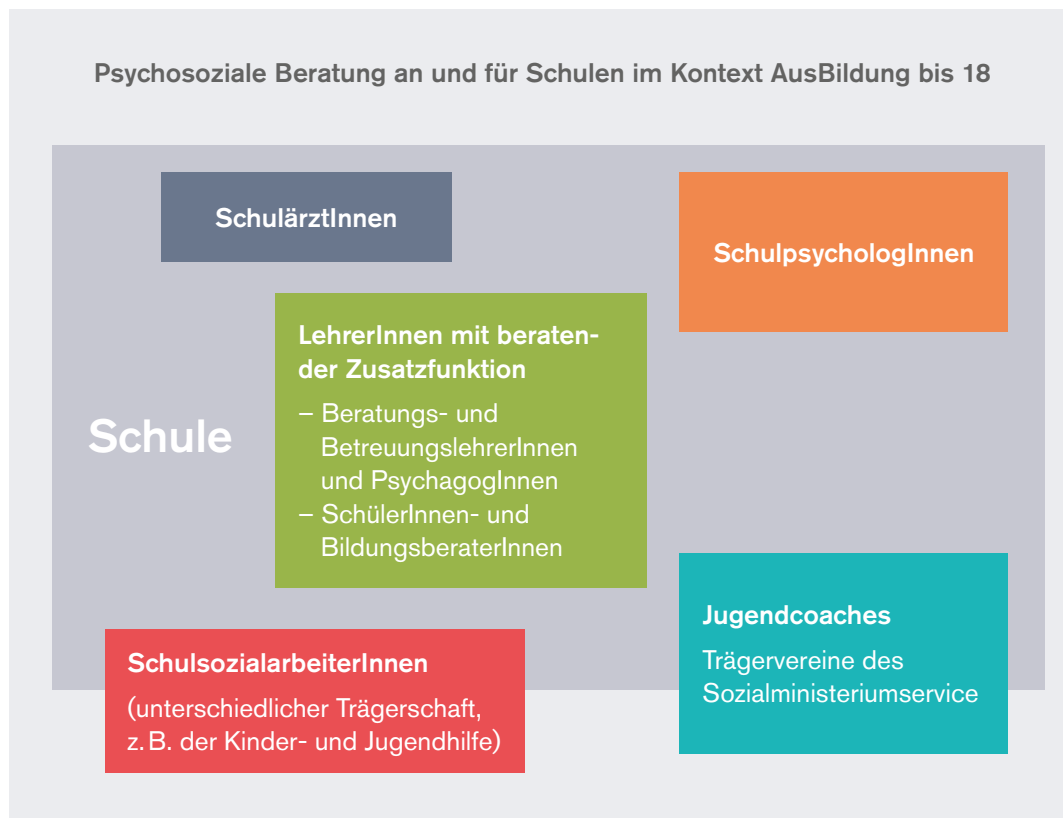 Psychosoziale Beratung an und für Schulen im Kontext AusBildung bis 18
SchulärztInnen
SchulpsychologInnen
LehrerInnen mit beraten-
der Zusatzfunktion
– Beratungs- und
BetreuungslehrerInnen
und PsychagogInnen
– SchülerInnen- und
BildungsberaterInnen
Schule
Jugendcoaches
Trägervereine des
Sozialministeriumservice
SchulsozialarbeiterInnen
(unterschiedlicher Trägerschaft,
z. B. der Kinder- und Jugendhilfe)